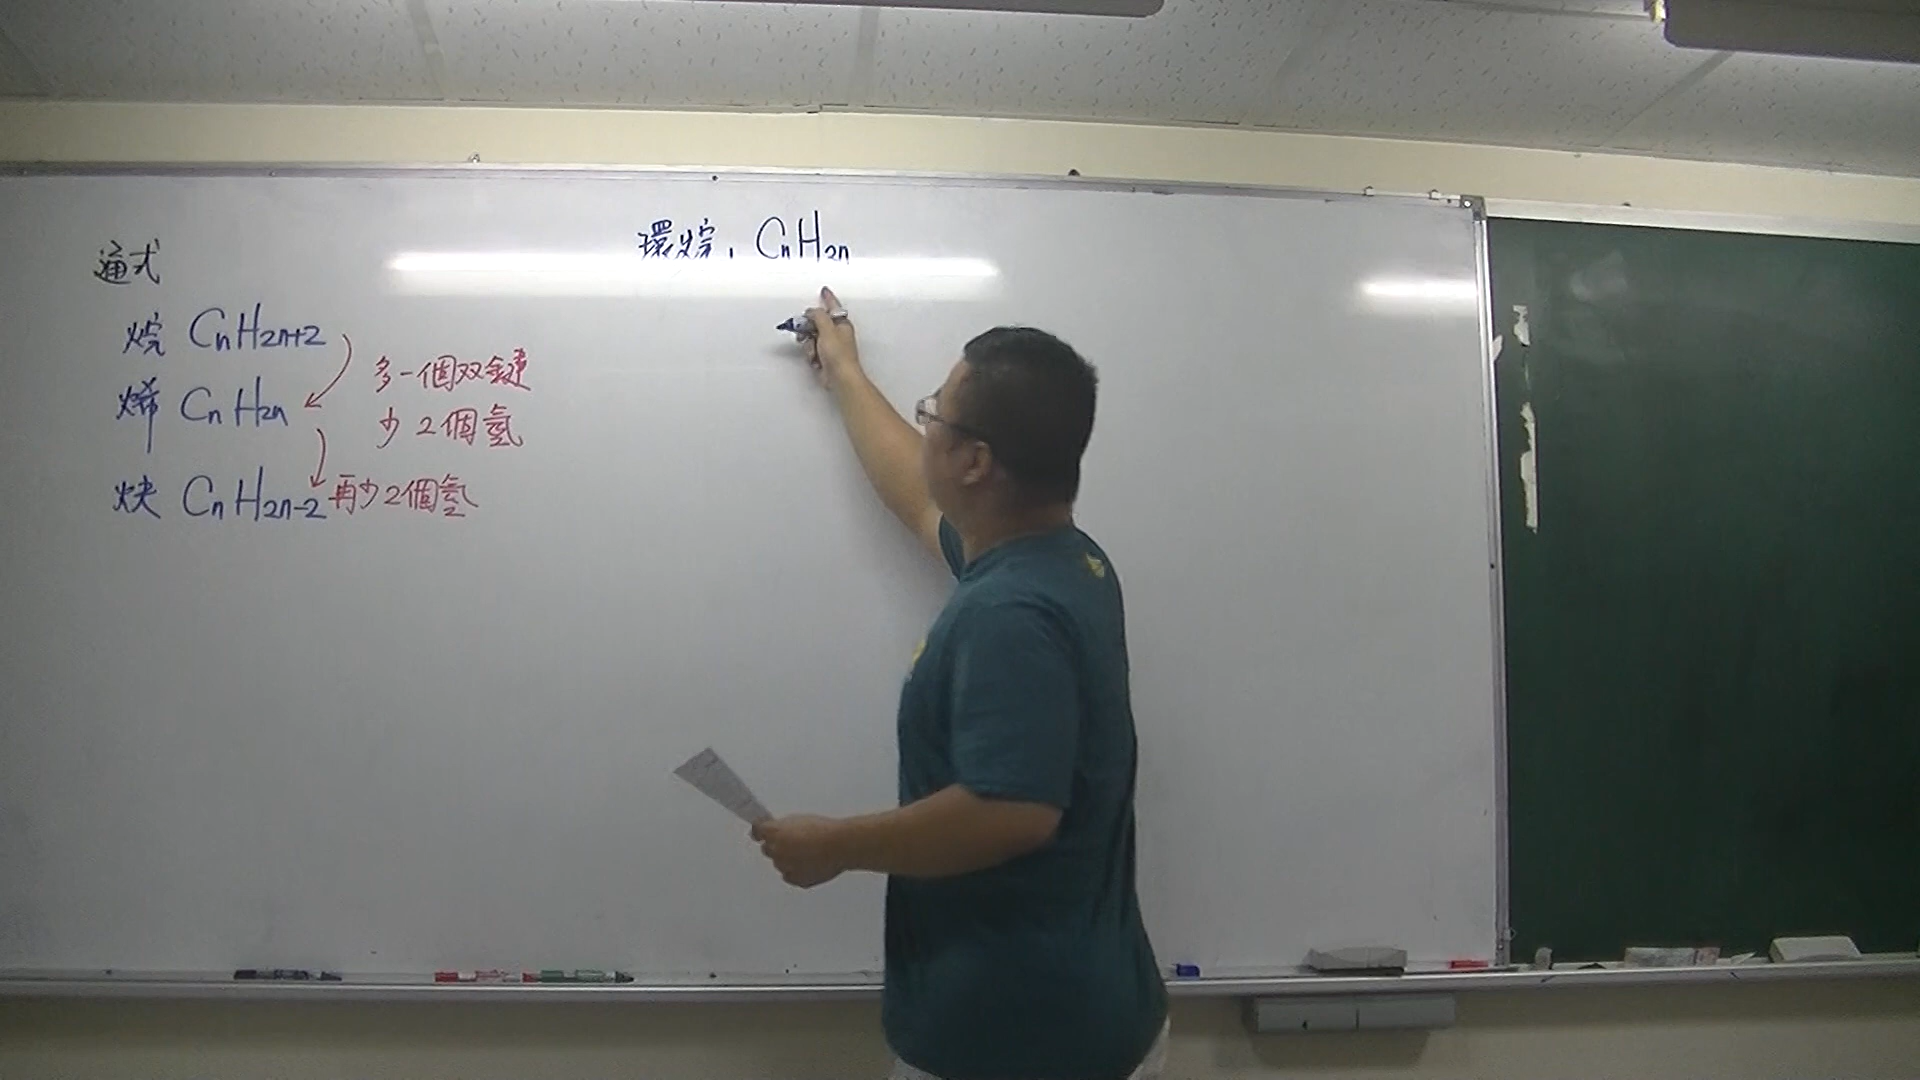 通式
烷 CnH2n+2
烯 CnH2n
炔 CnH2n-2
多一個双鍵
少2個氫
再少2個氫
環烷, CnH2n